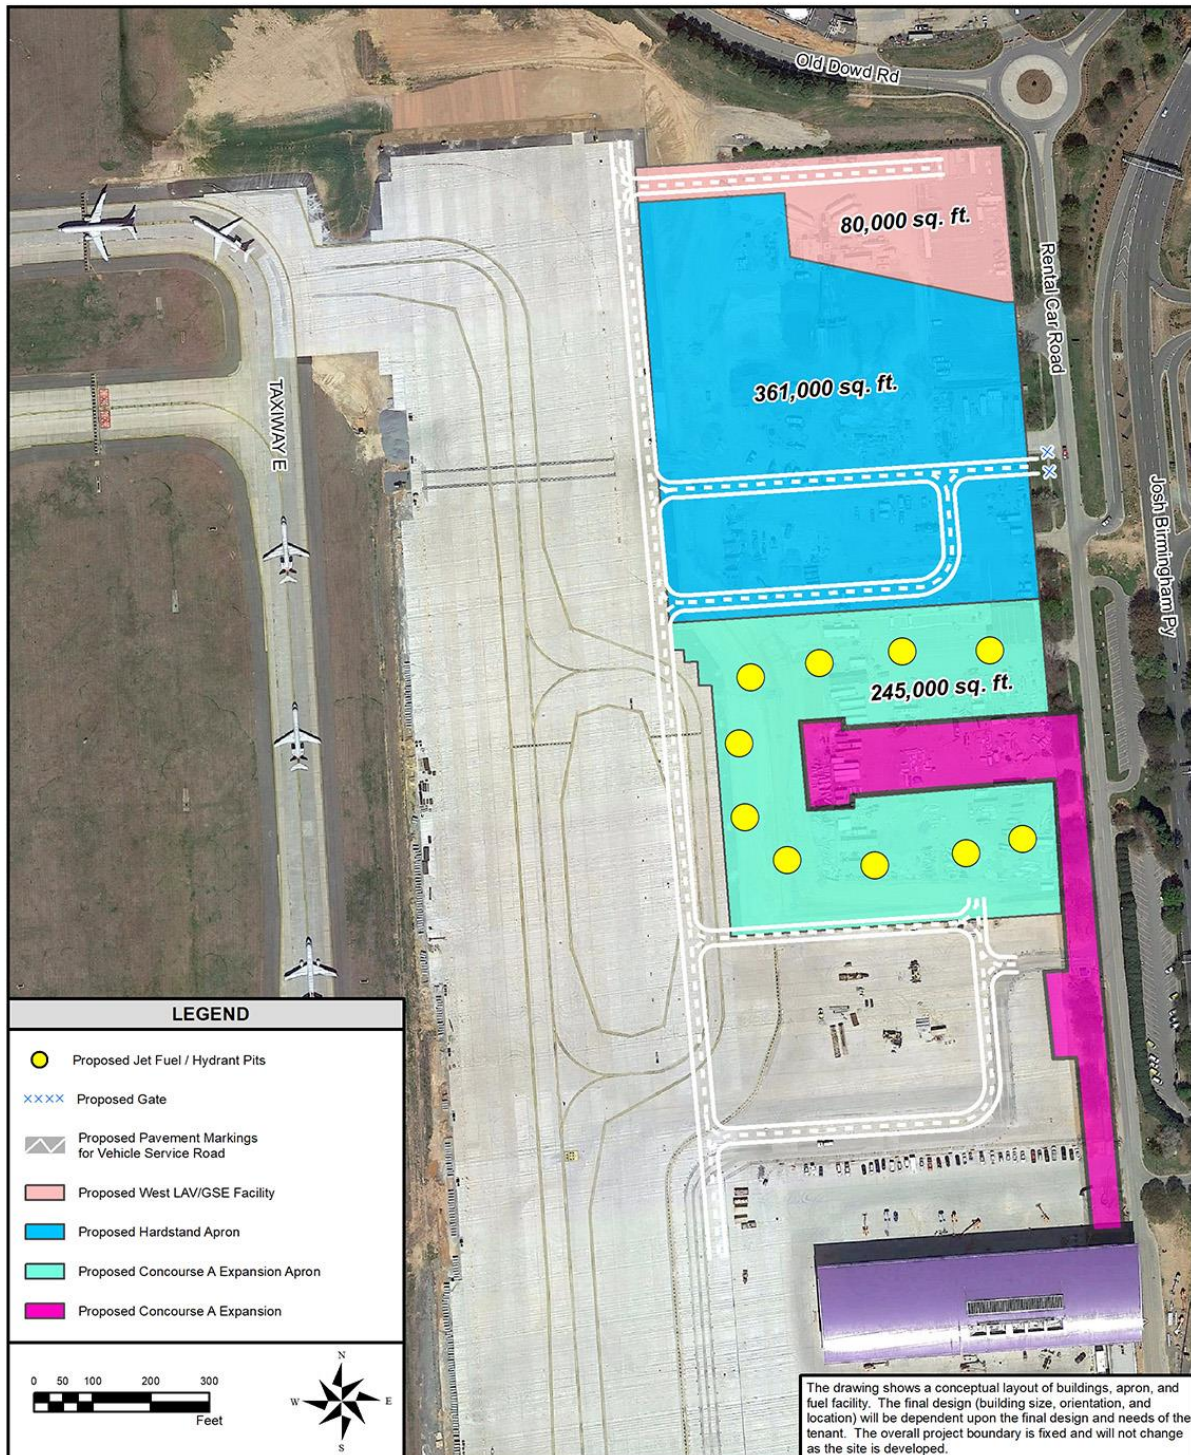 Old Dowd Rd
80,000 sq. ft.
Rental Car Road
361,000 sq. ft.
TAXIWAY E
Josh Birmingham Py
245,000 sq. ft.
LEGEND
Proposed Jet Fuel / Hydrant Pits
Proposed Gate
Proposed Pavement Markings
for Vehicle Service Road
Proposed West LAV/GSE Facility
Proposed Hardstand Apron
Proposed Concourse A Expansion Apron
Proposed Concourse A Expansion
0 50 100 200 300
Feet
N
W E
S
The drawing shows a conceptual layout of buildings, apron, and
fuel facility. The final design (building size, orientation, and
location) will be dependent upon the final design and needs of the
tenant. The overall project boundary is fixed and will not change
as the site is developed.